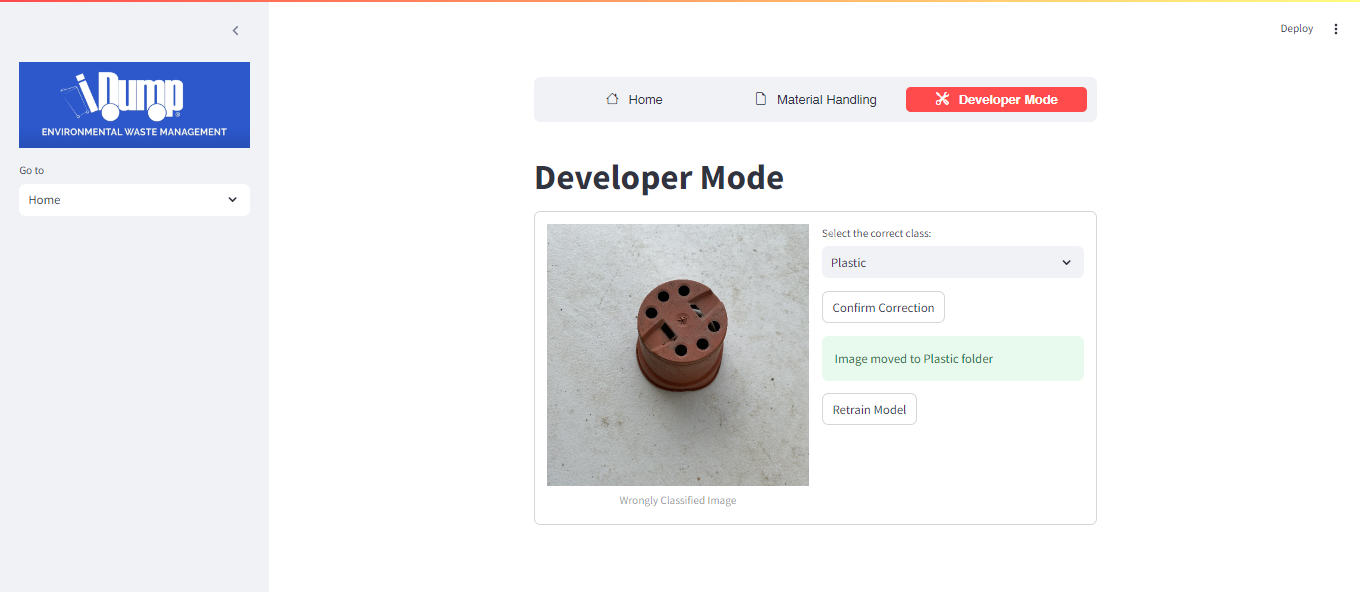 Deploy
iDump®
ENVIRONMENTAL WASTE MANAGEMENT
Go to
Home
Home
Material Handling
Developer Mode
Developer Mode
Select the correct class:
Plastic
Confirm Correction
Image moved to Plastic folder
Retrain Model
Wrongly Classified Image